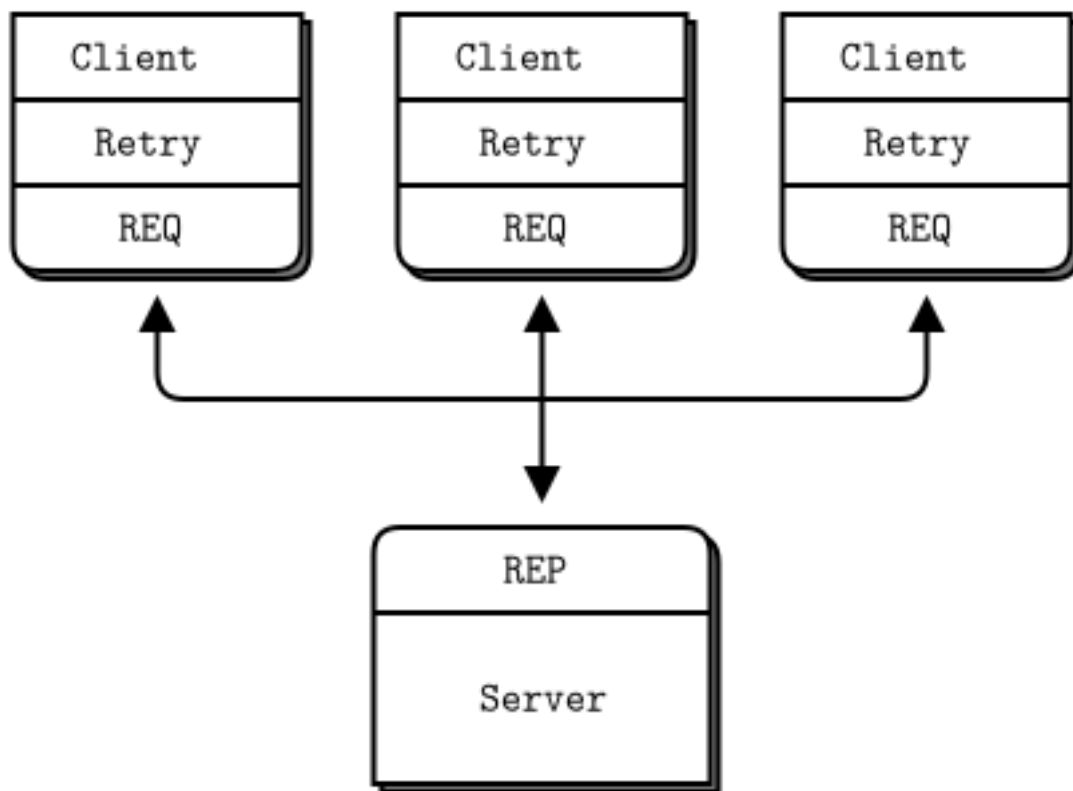 Client
Client
Client
Retry
Retry
Retry
REQ
REQ
REQ
REP
Server